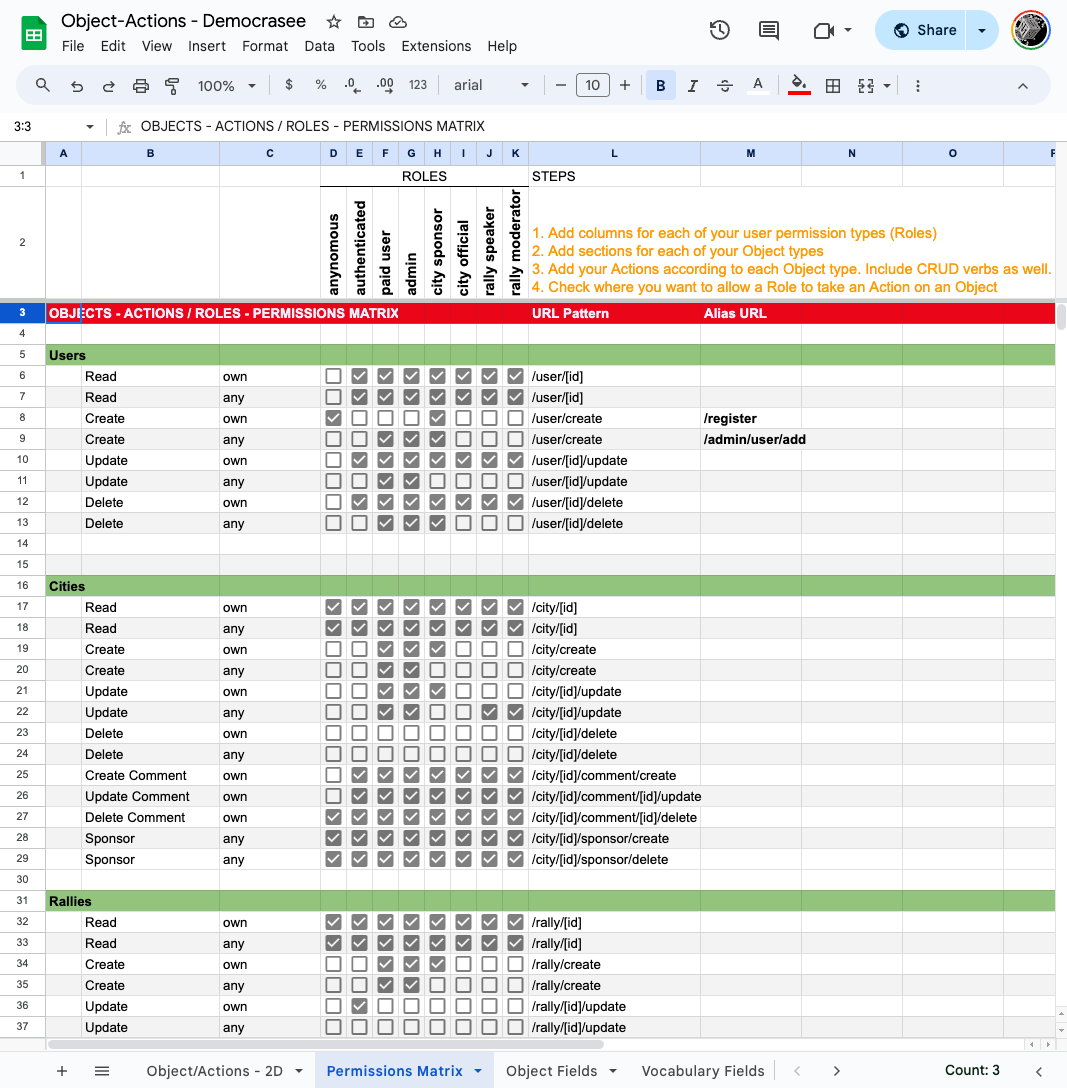 Object-Actions - Democrasee
File Edit View Insert Format Data Tools Extensions Help
Share
100% $ % .0 .00 123 arial − 10 + B I S A
3:3 fx OBJECTS - ACTIONS / ROLES - PERMISSIONS MATRIX
A B C D E F G H I J K L M N O P
1 ROLES STEPS
2 anynomous authenticated paid user admin city sponsor city official rally speaker rally moderator
1. Add columns for each of your user permission types (Roles)
2. Add sections for each of your Object types
3. Add your Actions according to each Object type. Include CRUD verbs as well.
4. Check where you want to allow a Role to take an Action on an Object
3 OBJECTS - ACTIONS / ROLES - PERMISSIONS MATRIX URL Pattern Alias URL
4
5 Users
6 Read own /user/[id]
7 Read any /user/[id]
8 Create own /user/create /register
9 Create any /user/create /admin/user/add
10 Update own /user/[id]/update
11 Update any /user/[id]/update
12 Delete own /user/[id]/delete
13 Delete any /user/[id]/delete
14
15
16 Cities
17 Read own /city/[id]
18 Read any /city/[id]
19 Create own /city/create
20 Create any /city/create
21 Update own /city/[id]/update
22 Update any /city/[id]/update
23 Delete own /city/[id]/delete
24 Delete any /city/[id]/delete
25 Create Comment own /city/[id]/comment/create
26 Update Comment own /city/[id]/comment/[id]/update
27 Delete Comment own /city/[id]/comment/[id]/delete
28 Sponsor any /city/[id]/sponsor/create
29 Sponsor any /city/[id]/sponsor/delete
30
31 Rallies
32 Read own /rally/[id]
33 Read any /rally/[id]
34 Create own /rally/create
35 Create any /rally/create
36 Update own /rally/[id]/update
37 Update any /rally/[id]/update
Object/Actions - 2D Permissions Matrix Object Fields Vocabulary Fields Count: 3